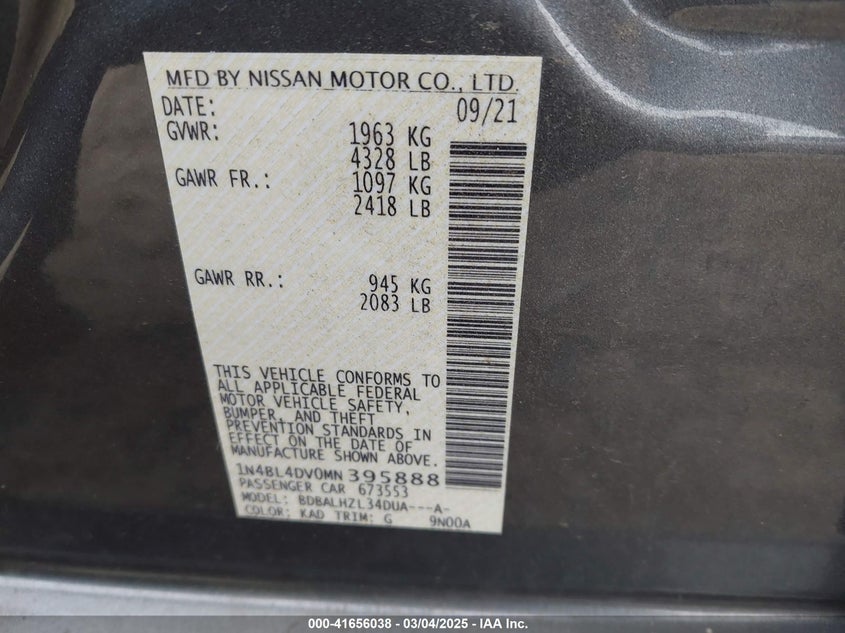 MFD BY NISSAN MOTOR CO., LTD.
DATE: 09/21
GVWR: 1963 KG
4328 LB
GAWR FR.: 1097 KG
2418 LB
GAWR RR.: 945 KG
2083 LB
THIS VEHICLE CONFORMS TO
ALL APPLICABLE FEDERAL
MOTOR VEHICLE SAFETY,
BUMPER, AND THEFT
PREVENTION STANDARDS IN
EFFECT ON THE DATE OF
MANUFACTURE SHOWN ABOVE.
1N4BL4DV0MN 395888
PASSENGER CAR 673553
MODEL: BDBALHZL34DUA---A-
COLOR: KAD TRIM: G 9N00A
000-41656038 - 03/04/2025 - IAA Inc.